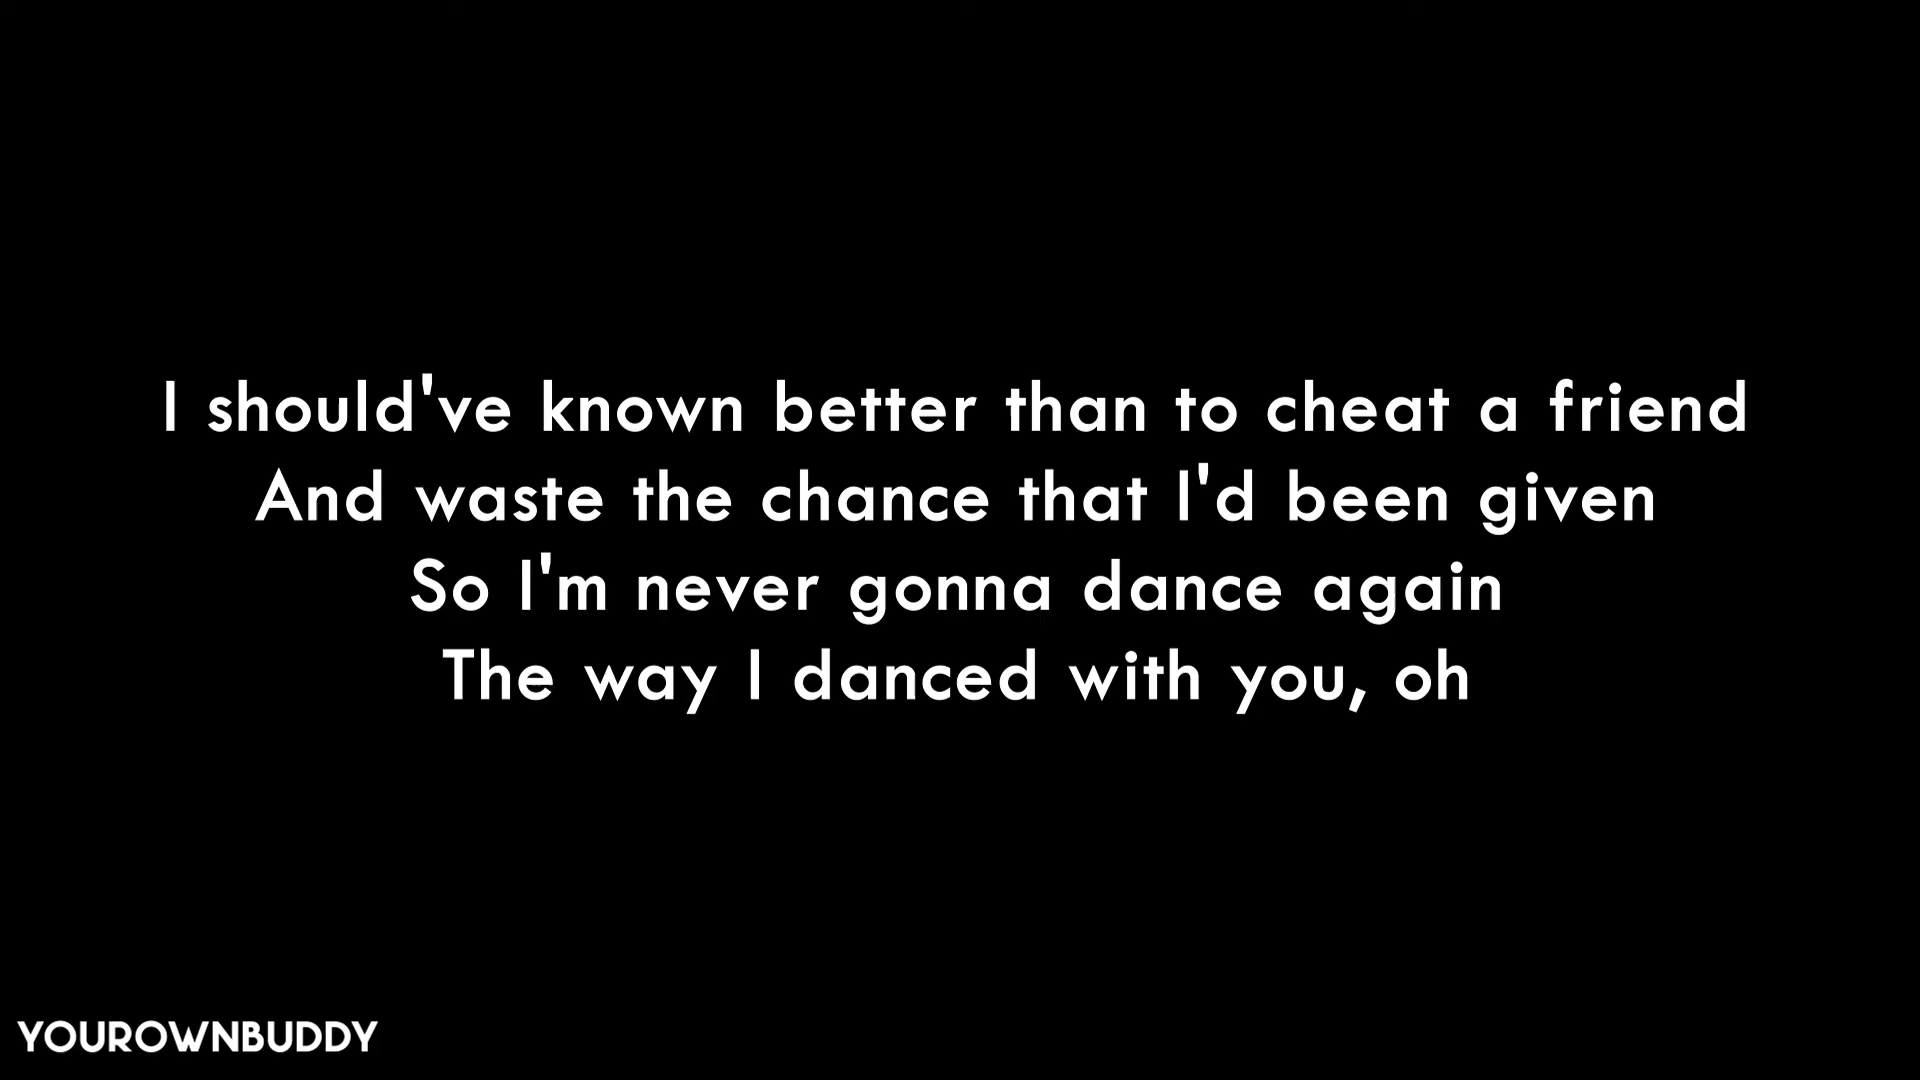 I should've known better than to cheat a friend
And waste the chance that I'd been given
So I'm never gonna dance again
The way I danced with you, oh
YOUROWNBUDDY